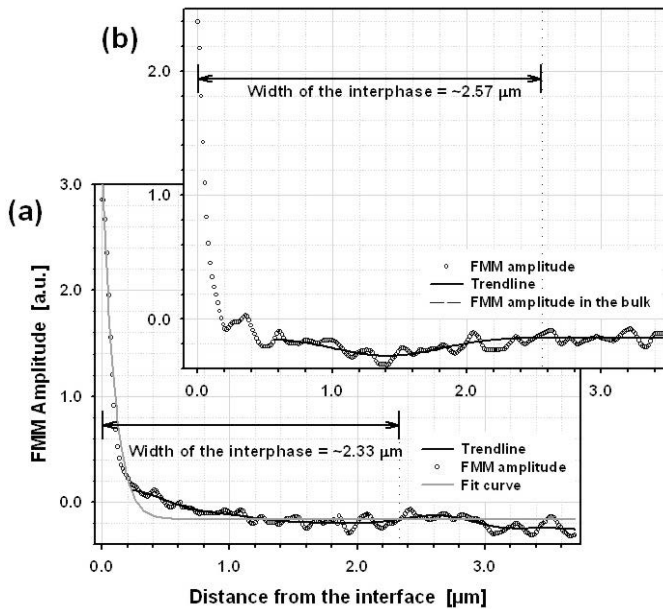 (b)
2.0
Width of the interphase = ~2.57 µm
1.0
FMM amplitude
Trendline
FMM amplitude in the bulk
0.0
0.0 1.0 2.0 3.0
(a)
3.0
2.0
1.0
0.0
FMM Amplitude [a.u.]
Width of the interphase = ~2.33 µm
Trendline
FMM amplitude
Fit curve
0.0 1.0 2.0 3.0
Distance from the interface [µm]